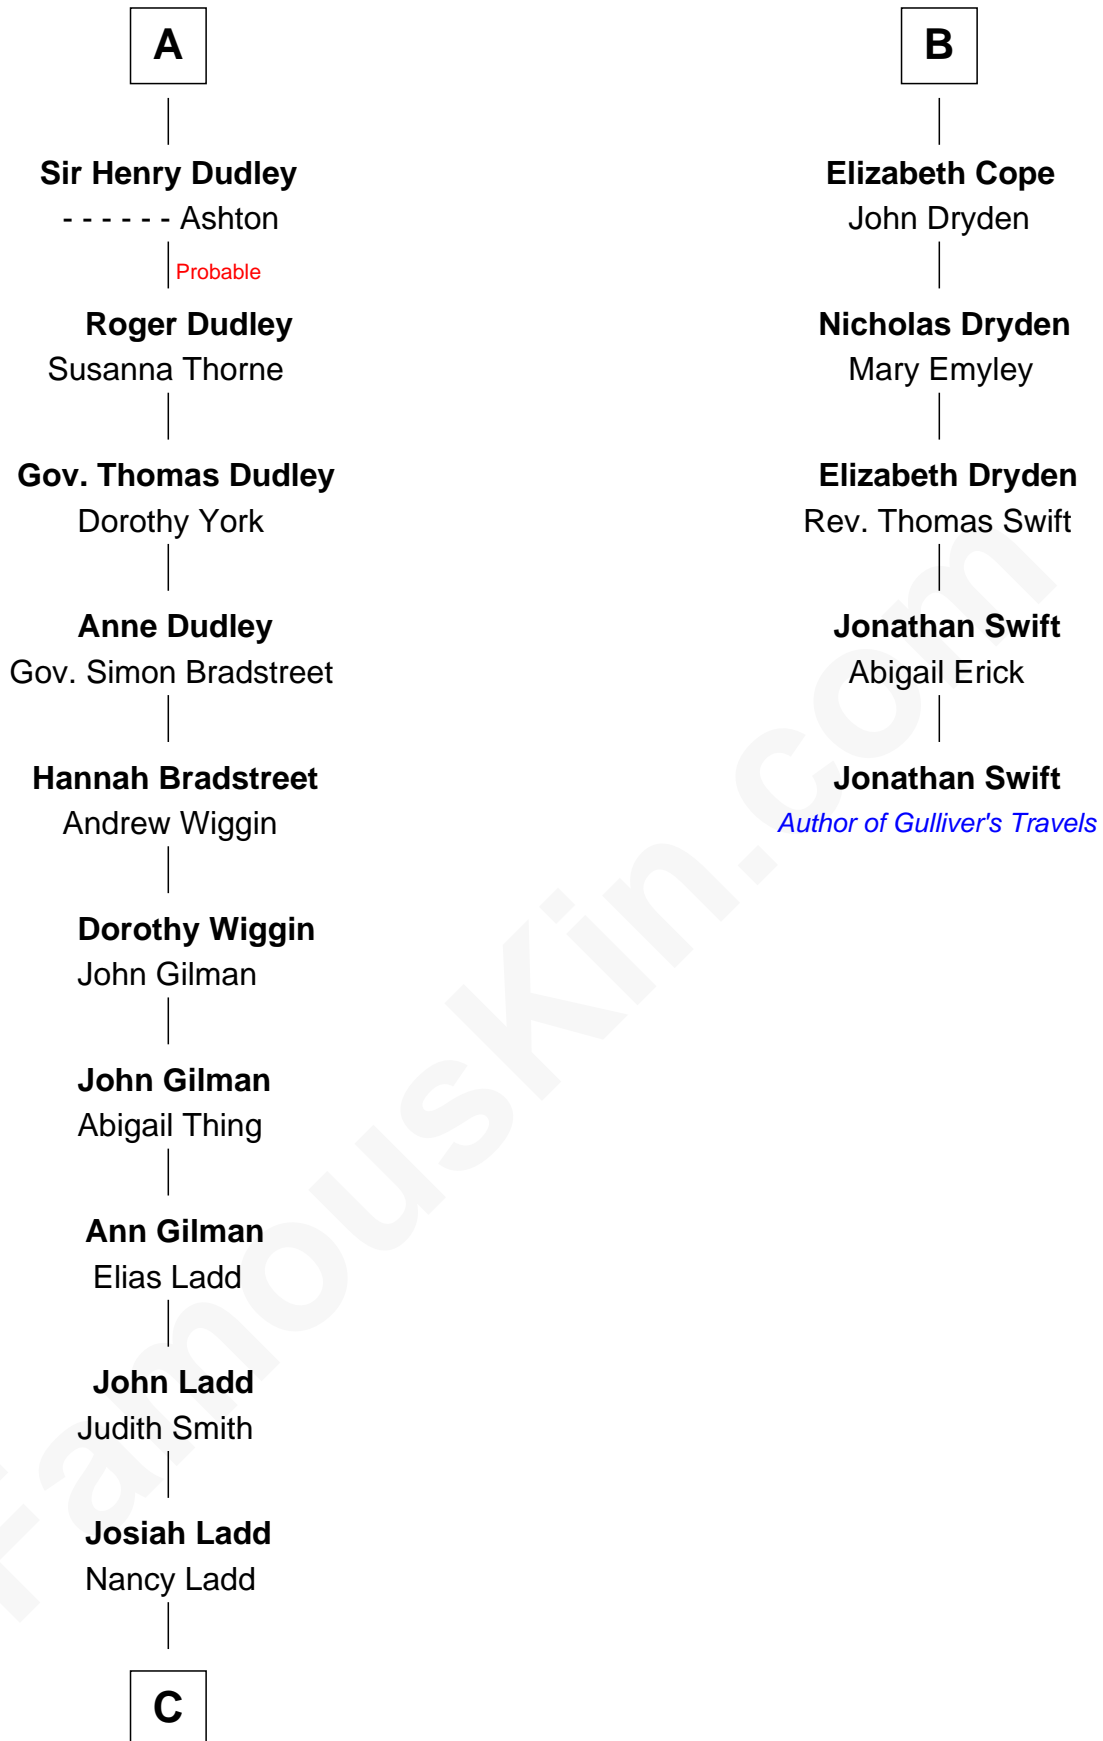 A
Sir Henry Dudley
- - - - - - Ashton
Probable
Roger Dudley
Susanna Thorne
Gov. Thomas Dudley
Dorothy York
Anne Dudley
Gov. Simon Bradstreet
Hannah Bradstreet
Andrew Wiggin
Dorothy Wiggin
John Gilman
John Gilman
Abigail Thing
Ann Gilman
Elias Ladd
John Ladd
Judith Smith
Josiah Ladd
Nancy Ladd
C
B
Elizabeth Cope
John Dryden
Nicholas Dryden
Mary Emyley
Elizabeth Dryden
Rev. Thomas Swift
Jonathan Swift
Abigail Erick
Jonathan Swift
Author of Gulliver's Travels
FamousKin.com